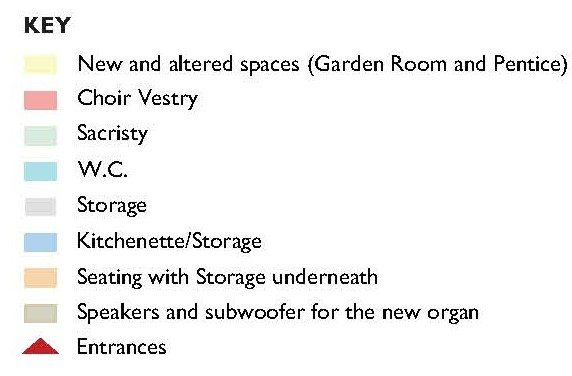 KEY
New and altered spaces (Garden Room and Pentice)
Choir Vestry
Sacristy
W.C.
Storage
Kitchenette/Storage
Seating with Storage underneath
Speakers and subwoofer for the new organ
Entrances